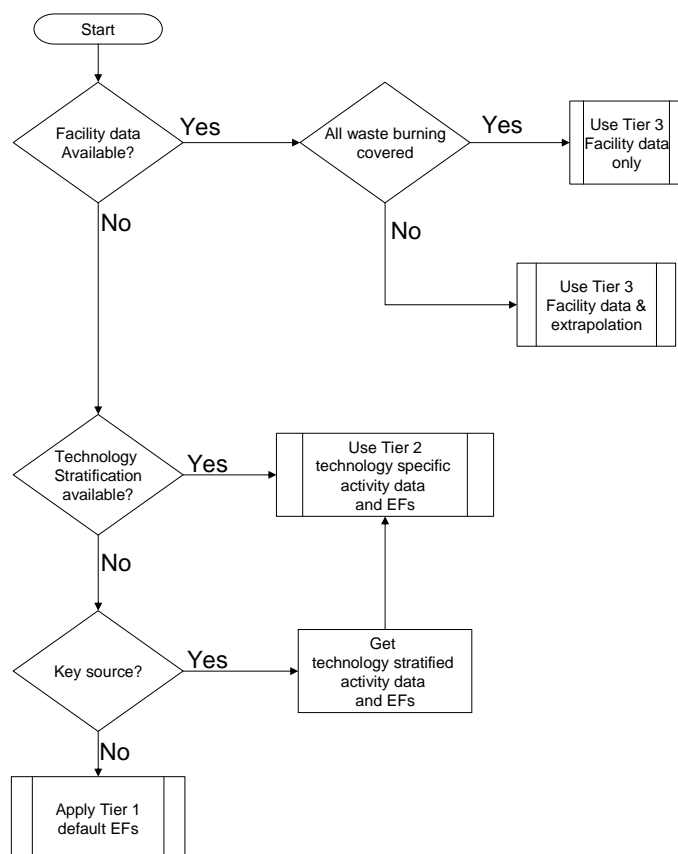 Start
Facility data
Available?
Yes
All waste burning
covered
Yes
Use Tier 3
Facility data
only
No
No
Use Tier 3
Facility data &
extrapolation
Technology
Stratification
available?
Yes
Use Tier 2
technology specific
activity data
and EFs
No
Key source?
Yes
Get
technology stratified
activity data
and EFs
No
Apply Tier 1
default EFs